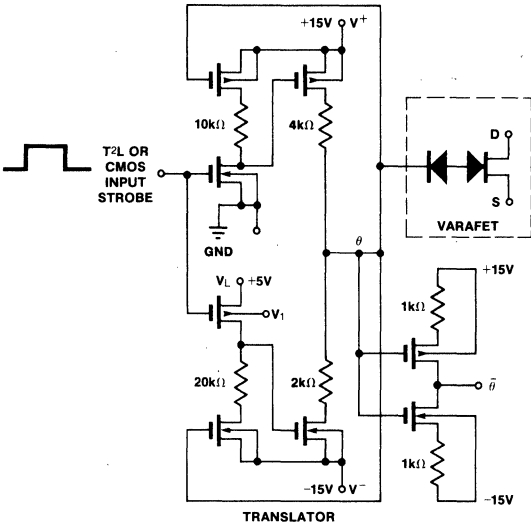 +15V V+
10kΩ
4kΩ
T²L OR
CMOS
INPUT
STROBE
GND
D
S
VARAFET
θ
VL +5V
V1
+15V
1kΩ
20kΩ
2kΩ
θ̄
1kΩ
-15V V-
-15V
TRANSLATOR